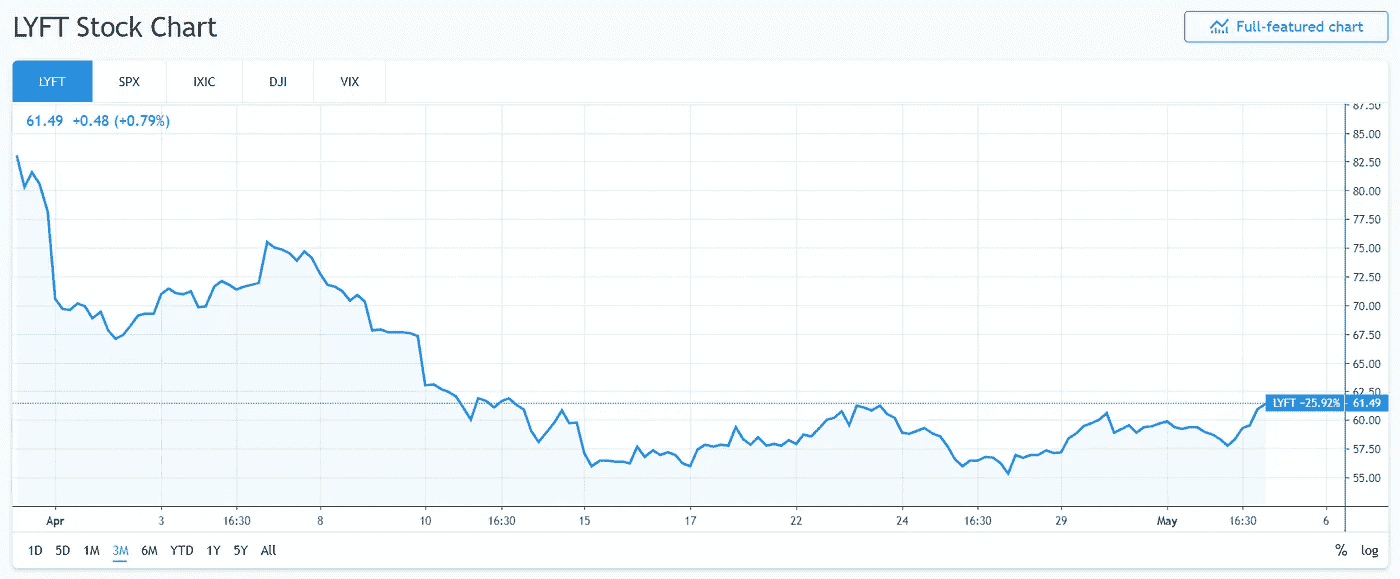 LYFT Stock Chart
Full-featured chart
LYFT SPX IXIC DJI VIX
61.49 +0.48 (+0.79%)
87.50
85.00
82.50
80.00
77.50
75.00
72.50
70.00
67.50
65.00
62.50
LYFT −25.92% 61.49
60.00
57.50
55.00
Apr 3 16:30 8 10 16:30 15 17 22 24 16:30 29 May 16:30 6
1D 5D 1M 3M 6M YTD 1Y 5Y All % log